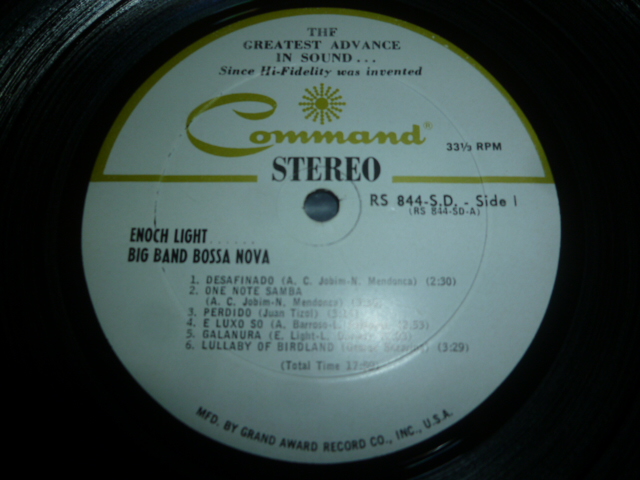 THE
GREATEST ADVANCE
IN SOUND...
Since Hi-Fidelity was invented
Command®
33⅓ RPM
STEREO
RS 844-S.D. - Side 1
(RS 844-SD-A)
ENOCH LIGHT......
BIG BAND BOSSA NOVA
1. DESAFINADO (A. C. Jobim-N. Mendonca) (2:30)
2. ONE NOTE SAMBA
(A. C. Jobim-N. Mendonca)
3. PERDIDO (Juan Tizol)
4. E LUXO SO (A. Barroso-L.
5. GALANURA (E. Light-L.
6. LULLABY OF BIRDLAND (3:29)
(Total Time
MFD. BY GRAND AWARD RECORD CO., INC., U.S.A.